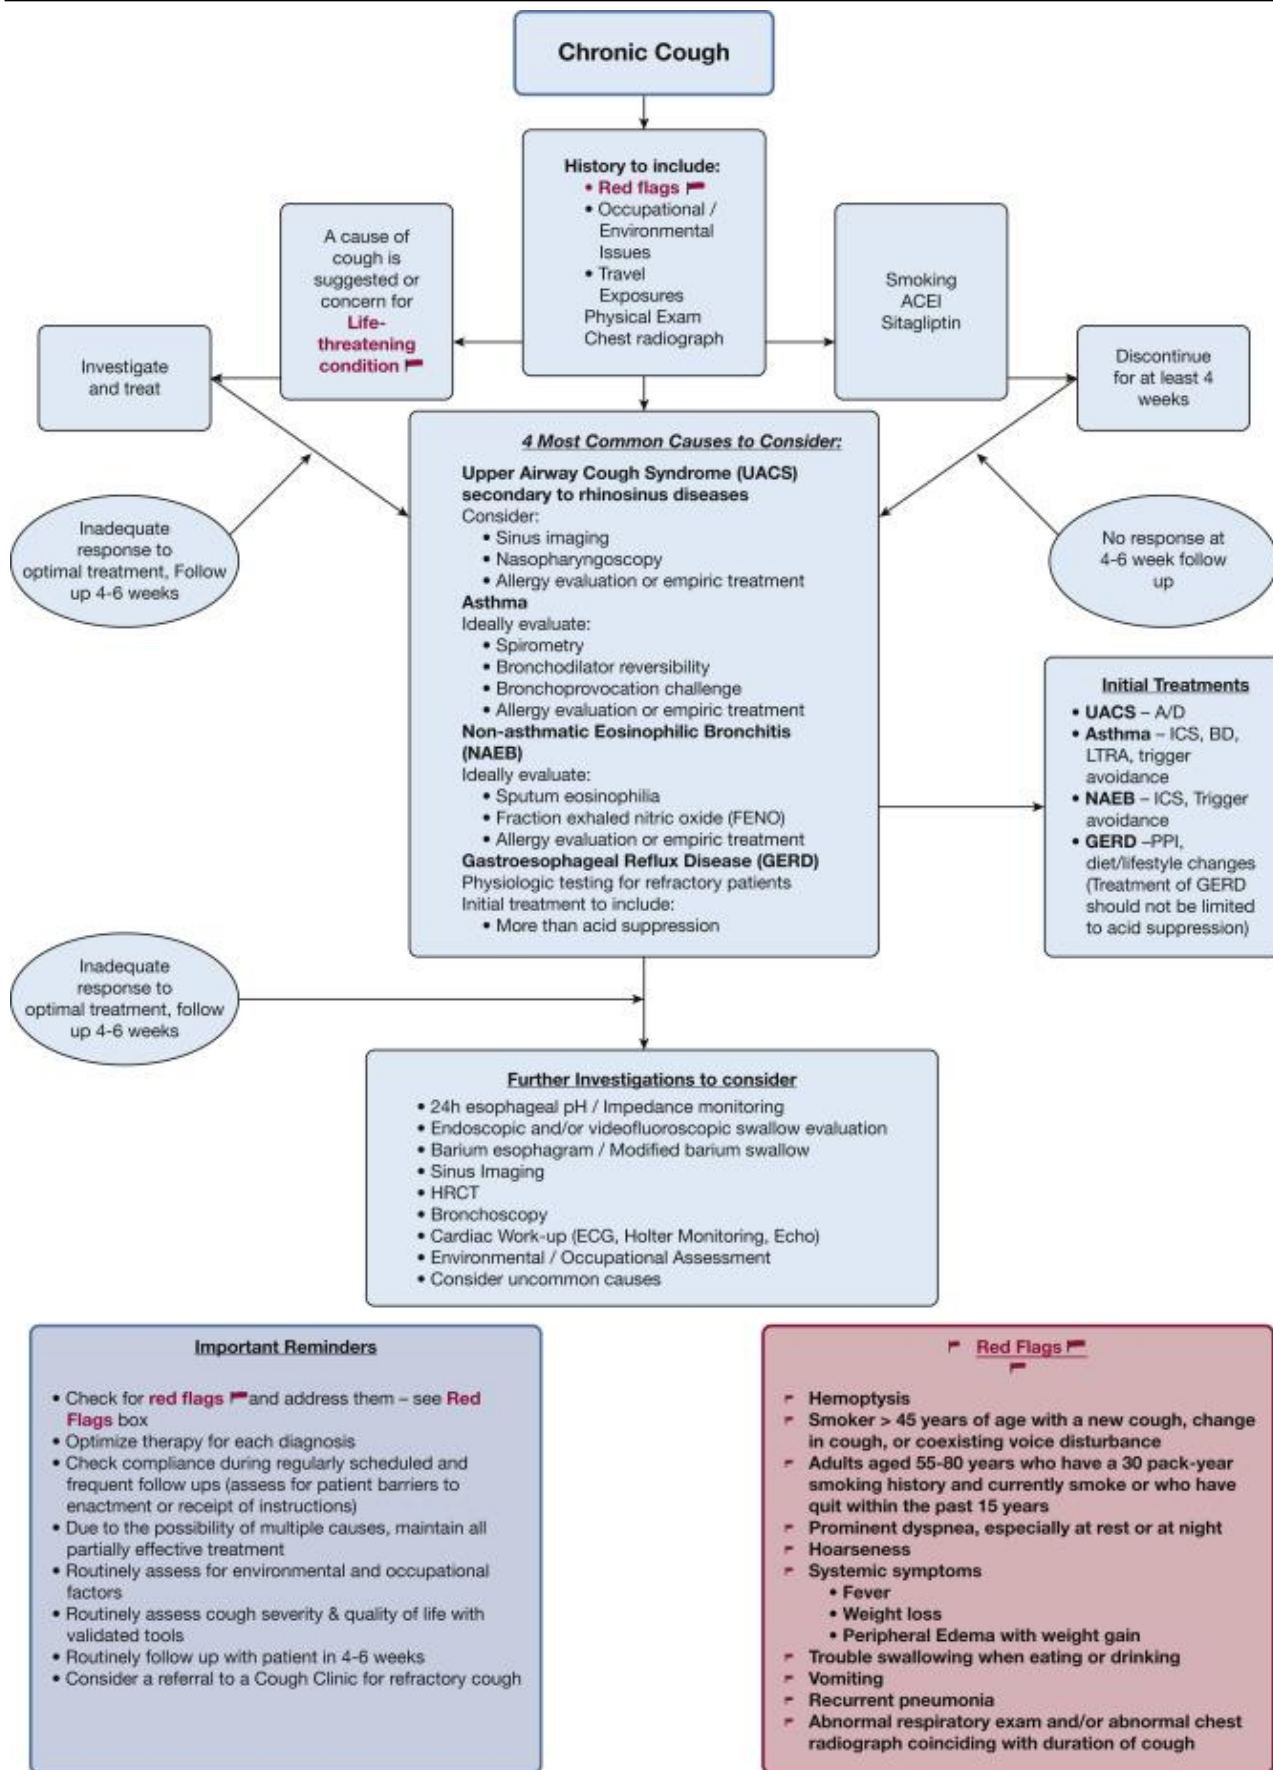 Chronic Cough
History to include:
• Red flags
• Occupational /
Environmental
Issues
• Travel
Exposures
Physical Exam
Chest radiograph
A cause of
cough is
suggested or
concern for
Life-
threatening
condition
Smoking
ACEI
Sitagliptin
Investigate
and treat
Discontinue
for at least 4
weeks
Inadequate
response to
optimal treatment, Follow
up 4-6 weeks
No response at
4-6 week follow
up
4 Most Common Causes to Consider:
Upper Airway Cough Syndrome (UACS)
secondary to rhinosinus diseases
Consider:
• Sinus imaging
• Nasopharyngoscopy
• Allergy evaluation or empiric treatment
Asthma
Ideally evaluate:
• Spirometry
• Bronchodilator reversibility
• Bronchoprovocation challenge
• Allergy evaluation or empiric treatment
Non-asthmatic Eosinophilic Bronchitis
(NAEB)
Ideally evaluate:
• Sputum eosinophilia
• Fraction exhaled nitric oxide (FENO)
• Allergy evaluation or empiric treatment
Gastroesophageal Reflux Disease (GERD)
Physiologic testing for refractory patients
Initial treatment to include:
• More than acid suppression
Initial Treatments
• UACS – A/D
• Asthma – ICS, BD,
LTRA, trigger
avoidance
• NAEB – ICS, Trigger
avoidance
• GERD –PPI,
diet/lifestyle changes
(Treatment of GERD
should not be limited
to acid suppression)
Inadequate
response to
optimal treatment, follow
up 4-6 weeks
Further Investigations to consider
• 24h esophageal pH / Impedance monitoring
• Endoscopic and/or videofluoroscopic swallow evaluation
• Barium esophagram / Modified barium swallow
• Sinus Imaging
• HRCT
• Bronchoscopy
• Cardiac Work-up (ECG, Holter Monitoring, Echo)
• Environmental / Occupational Assessment
• Consider uncommon causes
Important Reminders
• Check for red flags and address them – see Red
Flags box
• Optimize therapy for each diagnosis
• Check compliance during regularly scheduled and
frequent follow ups (assess for patient barriers to
enactment or receipt of instructions)
• Due to the possibility of multiple causes, maintain all
partially effective treatment
• Routinely assess for environmental and occupational
factors
• Routinely assess cough severity & quality of life with
validated tools
• Routinely follow up with patient in 4-6 weeks
• Consider a referral to a Cough Clinic for refractory cough
Red Flags
Hemoptysis
Smoker > 45 years of age with a new cough, change
in cough, or coexisting voice disturbance
Adults aged 55-80 years who have a 30 pack-year
smoking history and currently smoke or who have
quit within the past 15 years
Prominent dyspnea, especially at rest or at night
Hoarseness
Systemic symptoms
• Fever
• Weight loss
• Peripheral Edema with weight gain
Trouble swallowing when eating or drinking
Vomiting
Recurrent pneumonia
Abnormal respiratory exam and/or abnormal chest
radiograph coinciding with duration of cough